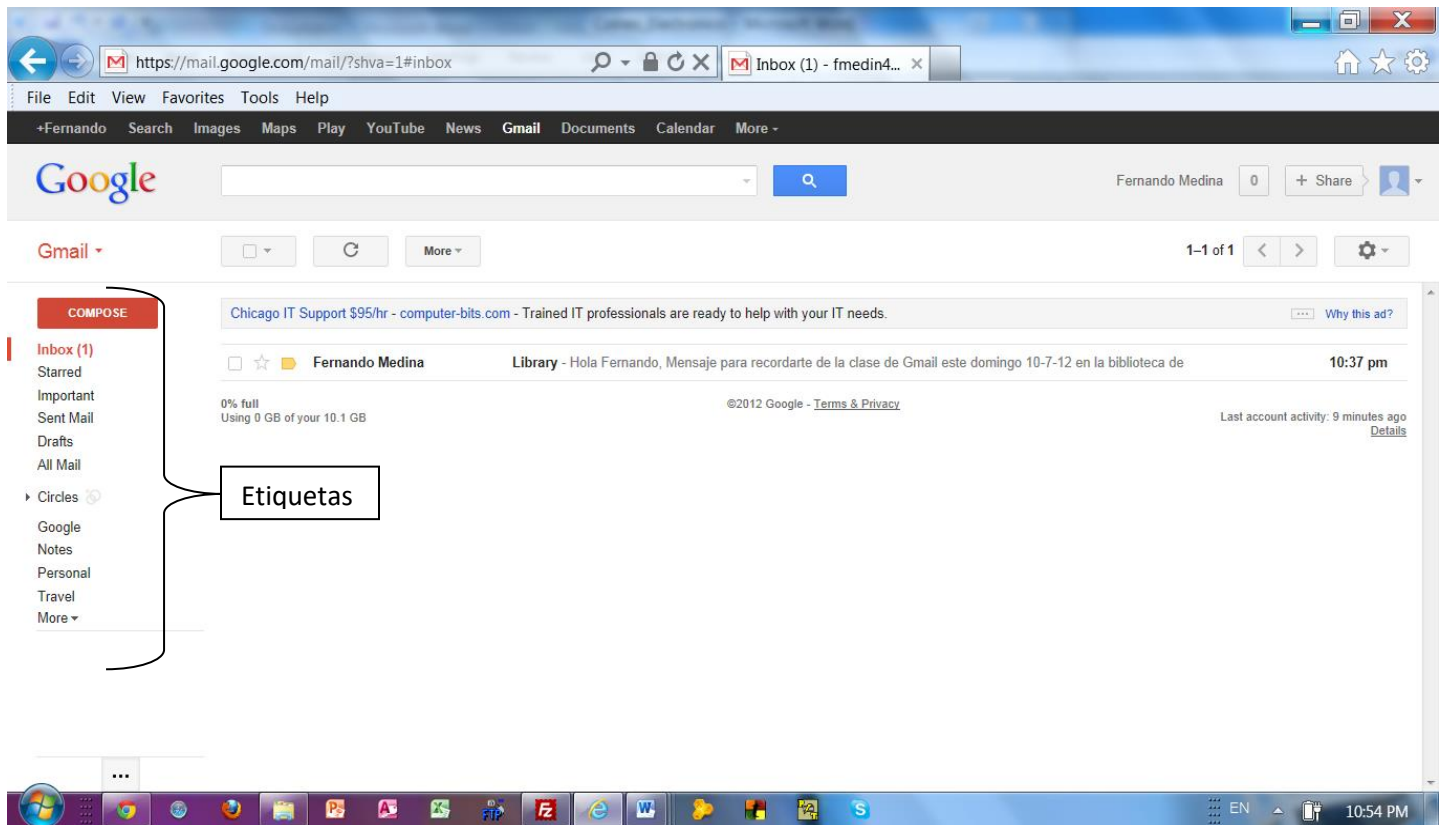 https://mail.google.com/mail/?shva=1#inbox
Inbox (1) - fmedin4...
File Edit View Favorites Tools Help
+Fernando Search Images Maps Play YouTube News Gmail Documents Calendar More
Google
Fernando Medina 0 + Share
Gmail
More
1–1 of 1
COMPOSE
Chicago IT Support $95/hr - computer-bits.com - Trained IT professionals are ready to help with your IT needs.
Why this ad?
Inbox (1)
Starred
Important
Sent Mail
Drafts
All Mail
Circles
Google
Notes
Personal
Travel
More
Fernando Medina Library - Hola Fernando, Mensaje para recordarte de la clase de Gmail este domingo 10-7-12 en la biblioteca de 10:37 pm
0% full
Using 0 GB of your 10.1 GB
©2012 Google - Terms & Privacy
Last account activity: 9 minutes ago
Details
Etiquetas
EN 10:54 PM